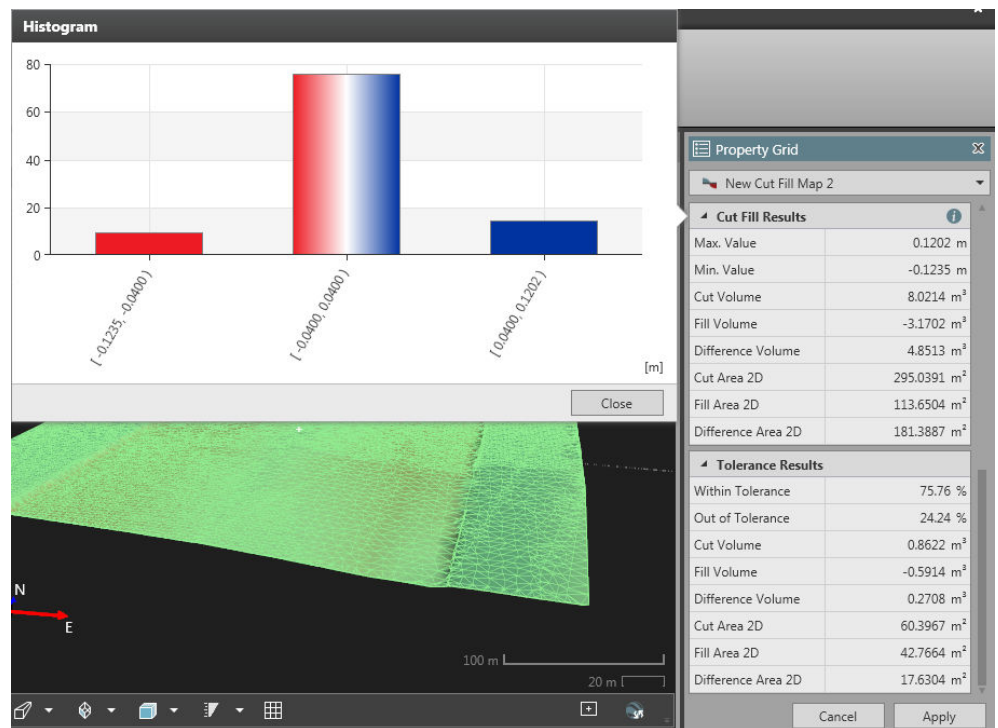 Histogram
80
60
40
20
0
[ -0.1235, -0.0400 )
[ -0.0400, 0.0400 )
[ 0.0400, 0.1202 )
[m]
Close
N
E
100 m
20 m
Property Grid
New Cut Fill Map 2
Cut Fill Results
Max. Value 0.1202 m
Min. Value -0.1235 m
Cut Volume 8.0214 m³
Fill Volume -3.1702 m³
Difference Volume 4.8513 m³
Cut Area 2D 295.0391 m²
Fill Area 2D 113.6504 m²
Difference Area 2D 181.3887 m²
Tolerance Results
Within Tolerance 75.76 %
Out of Tolerance 24.24 %
Cut Volume 0.8622 m³
Fill Volume -0.5914 m³
Difference Volume 0.2708 m³
Cut Area 2D 60.3967 m²
Fill Area 2D 42.7664 m²
Difference Area 2D 17.6304 m²
Cancel Apply